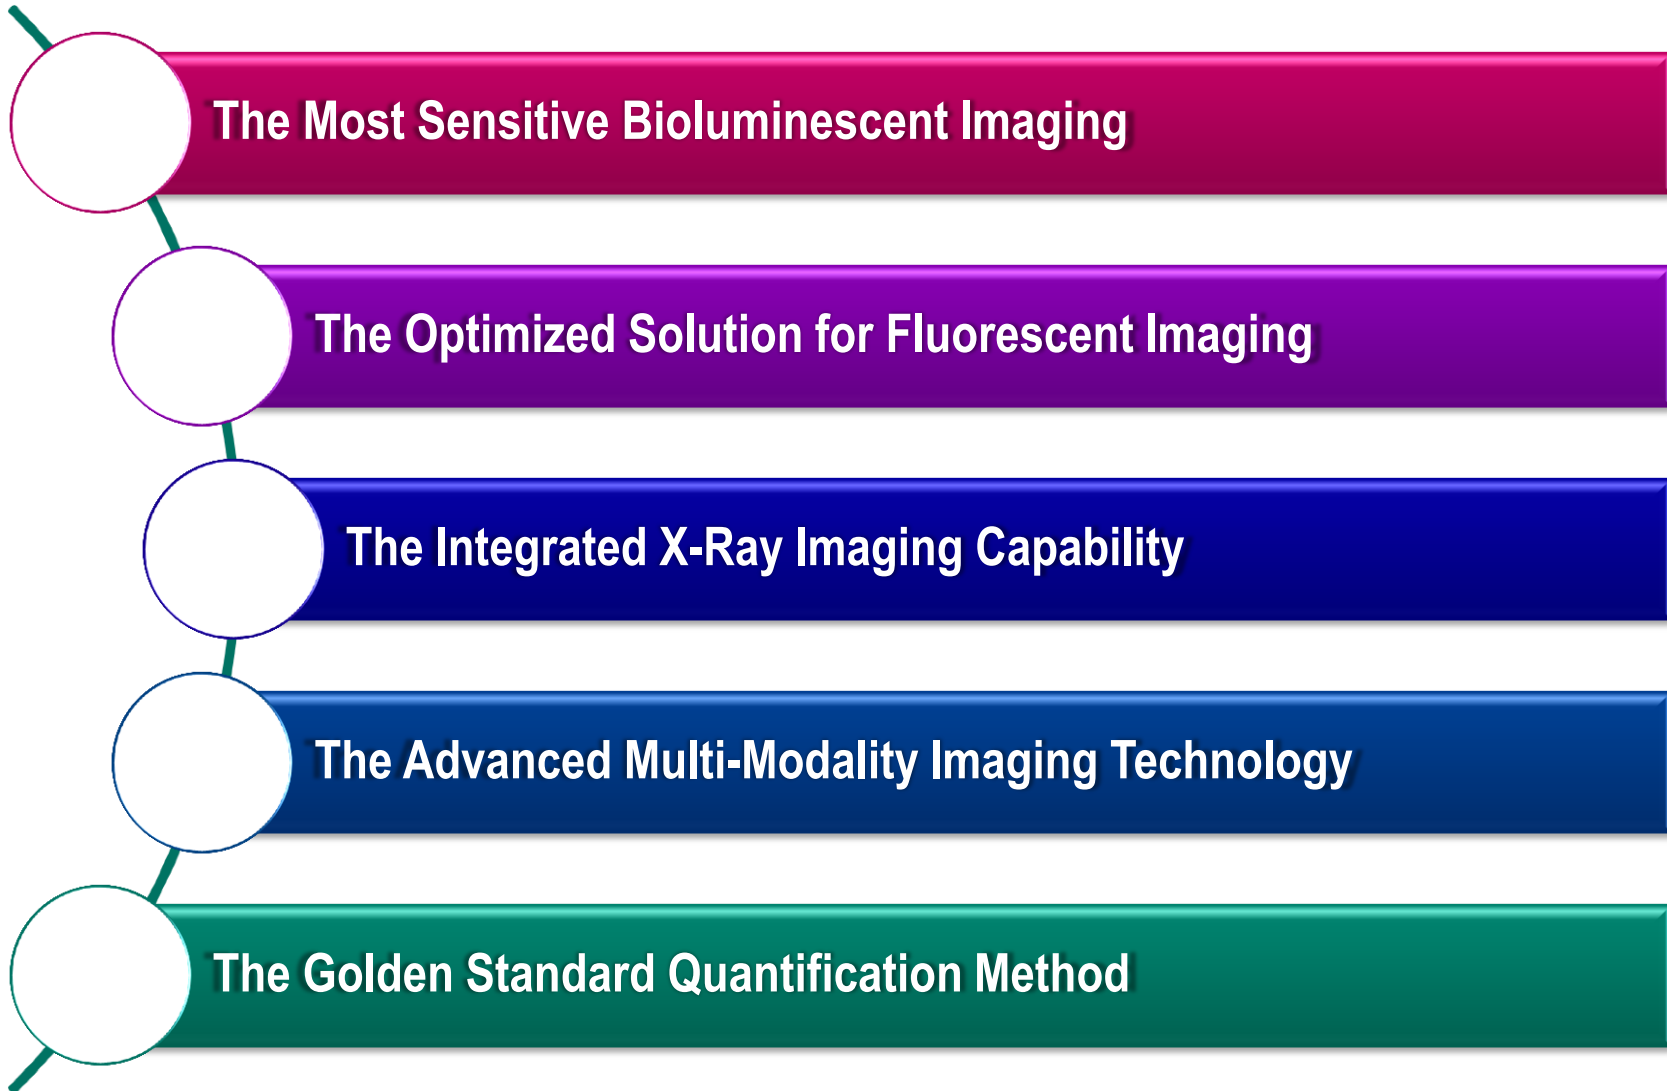 The Most Sensitive Bioluminescent Imaging
The Optimized Solution for Fluorescent Imaging
The Integrated X-Ray Imaging Capability
The Advanced Multi-Modality Imaging Technology
The Golden Standard Quantification Method